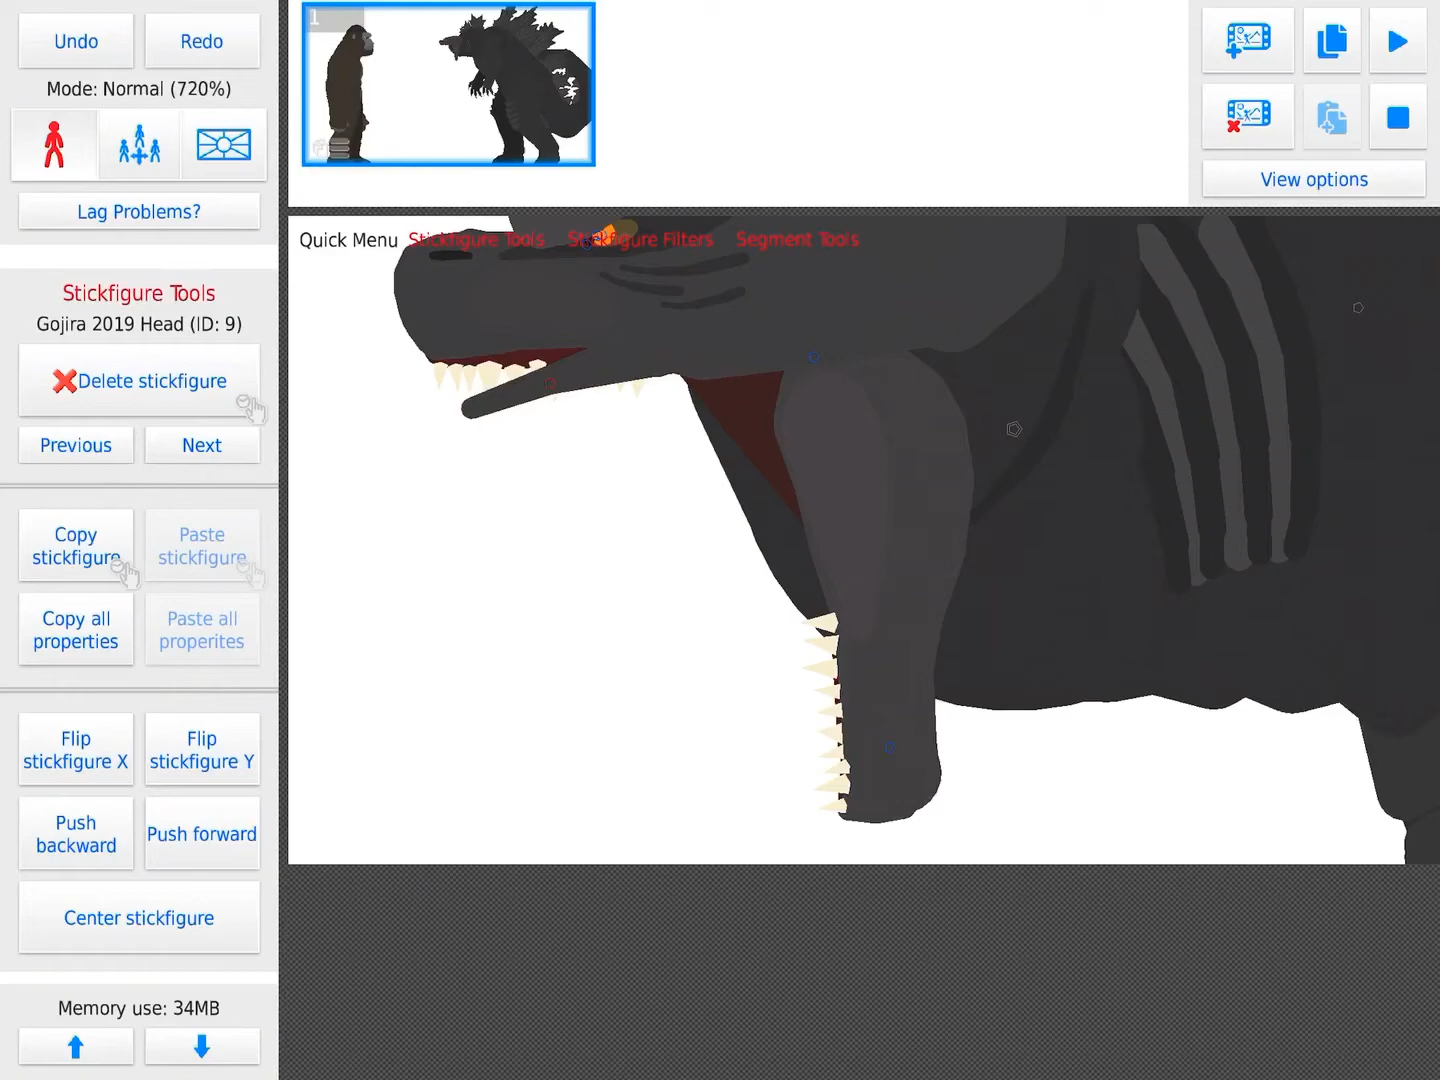 Undo
Redo
Mode: Normal (720%)
Lag Problems?
Stickfigure Tools
Gojira 2019 Head (ID: 9)
Delete stickfigure
Previous
Next
Copy
stickfigure
Paste
stickfigure
Copy all
properties
Paste all
properites
Flip
stickfigure X
Flip
stickfigure Y
Push
backward
Push forward
Center stickfigure
Memory use: 34MB
1
View options
Quick Menu
Stickfigure Tools
Stickfigure Filters
Segment Tools